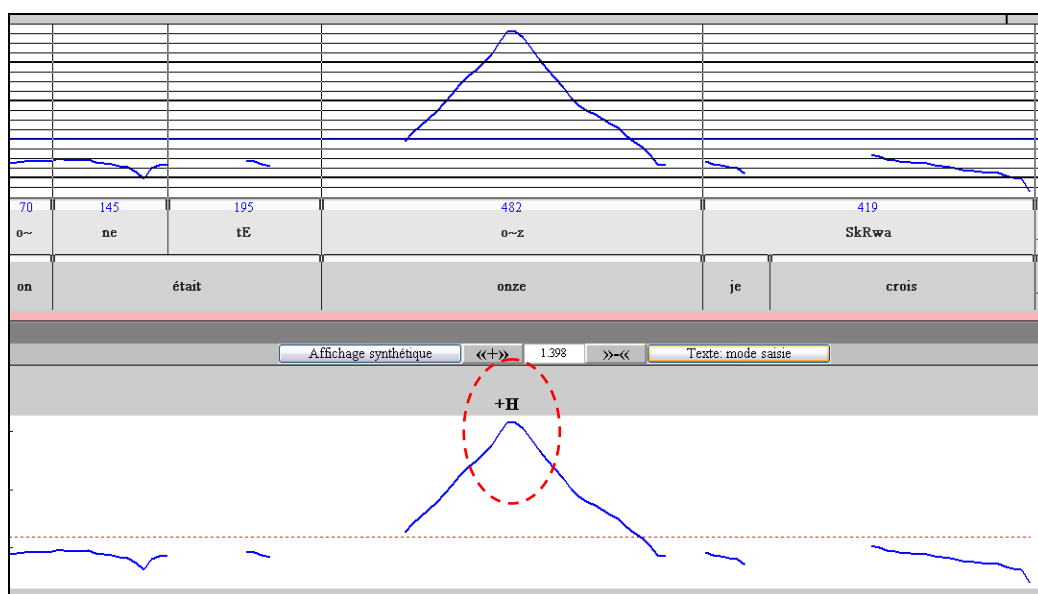 70 145 195 482 419
o~ ne tE o~z SkRwa
on était onze je crois
Affichage synthétique «+» 1.398 »-« Texte: mode saisie
+H